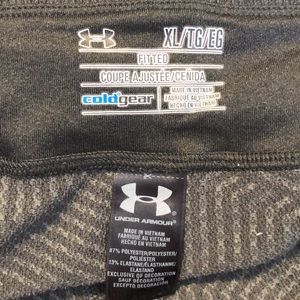 XL/TG/EG
FITTED
COUPE AJUSTÉE/CEÑIDA
coldgear
MADE IN VIETNAM
FABRIQUÉ AU VIETNAM
HECHO EN VIETNAM
UNDER ARMOUR
MADE IN VIETNAM
FABRIQUÉ AU VIETNAM
HECHO EN VIETNAM
87% POLYESTER/POLYESTER/
POLIÉSTER
13% ELASTANE/ÉLASTHANNE/
ELASTANO
EXCLUSIVE OF DECORATION
SAUF DÉCORATION
EXCEPTO DECORACIÓN